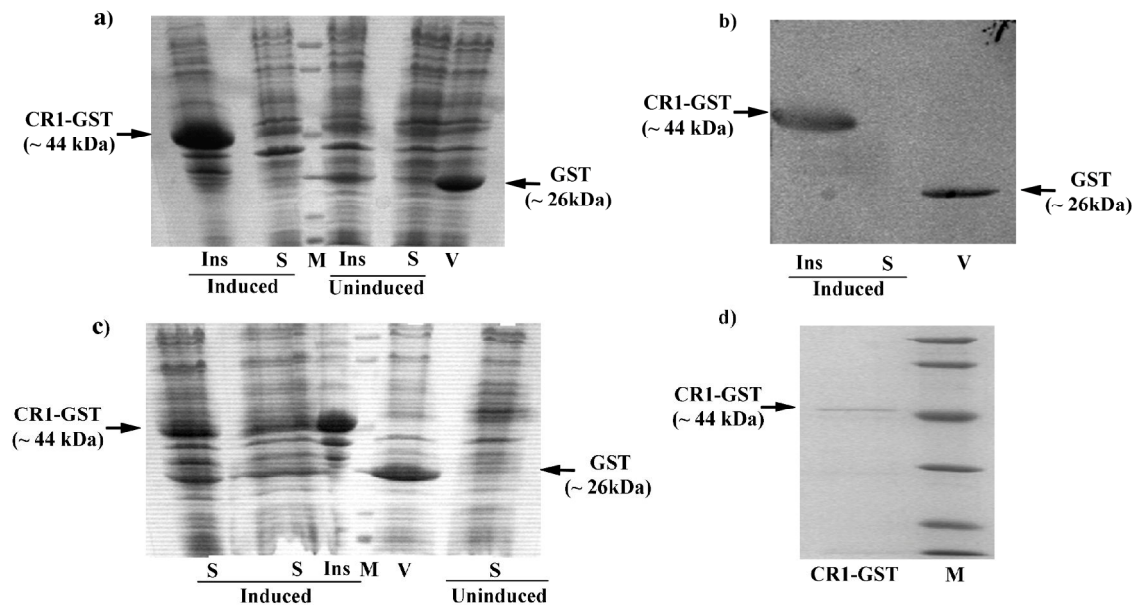 a)
CR1-GST
(~ 44 kDa)
GST
(~ 26kDa)
Ins S M Ins S V
Induced Uninduced
b)
CR1-GST
(~ 44 kDa)
GST
(~ 26kDa)
Ins S V
Induced
c)
CR1-GST
(~ 44 kDa)
GST
(~ 26kDa)
S S Ins M V S
Induced Uninduced
d)
CR1-GST
(~ 44 kDa)
CR1-GST M